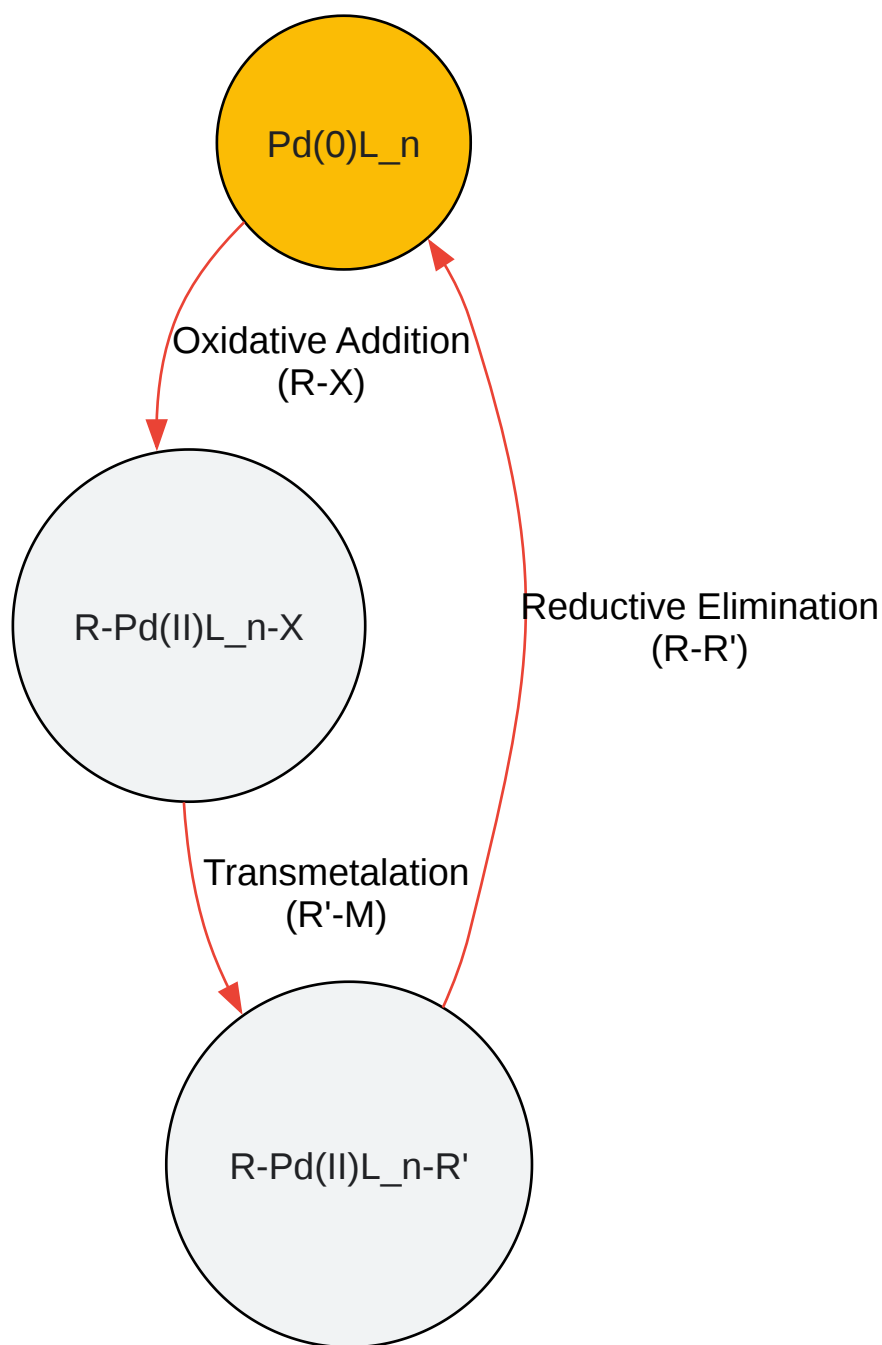 Pd(0)L_n
Oxidative Addition
(R-X)
R-Pd(II)L_n-X
Reductive Elimination
(R-R')
Transmetalation
(R'-M)
R-Pd(II)L_n-R'